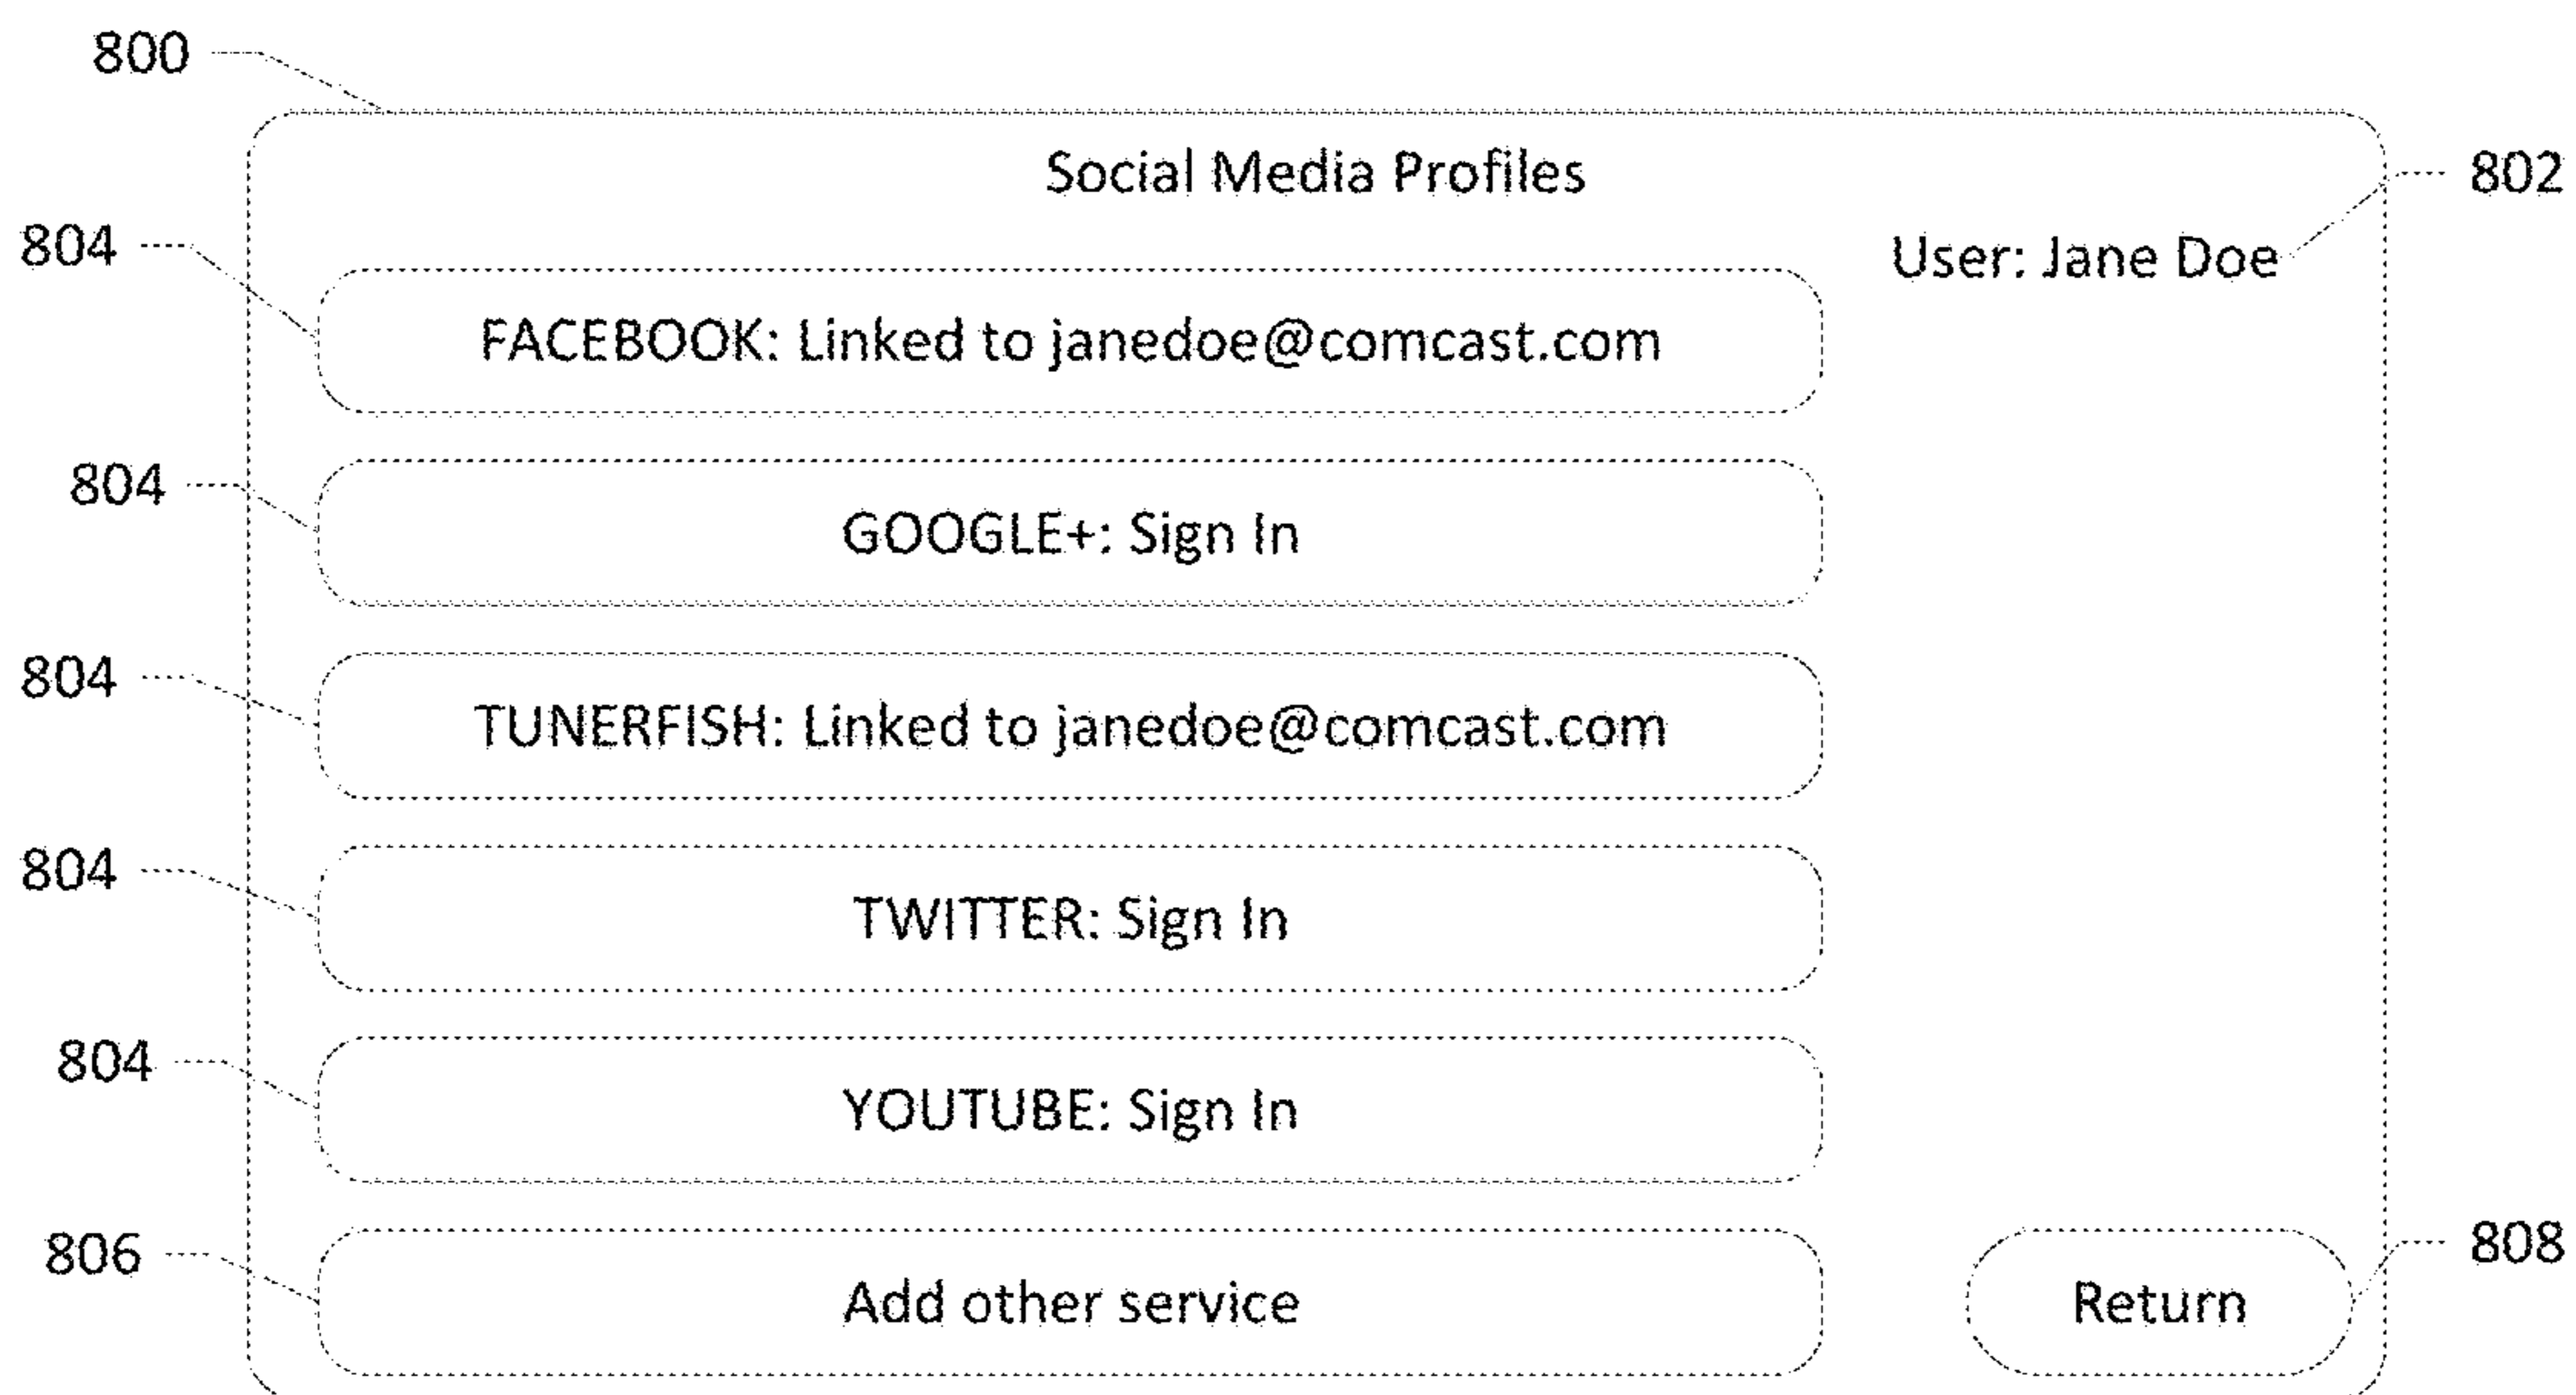 800
Social Media Profiles
802
804
User: Jane Doe
FACEBOOK: Linked to janedoe@comcast.com
804
GOOGLE+: Sign In
804
TUNERFISH: Linked to janedoe@comcast.com
804
TWITTER: Sign In
804
YOUTUBE: Sign In
806
Add other service
Return
808